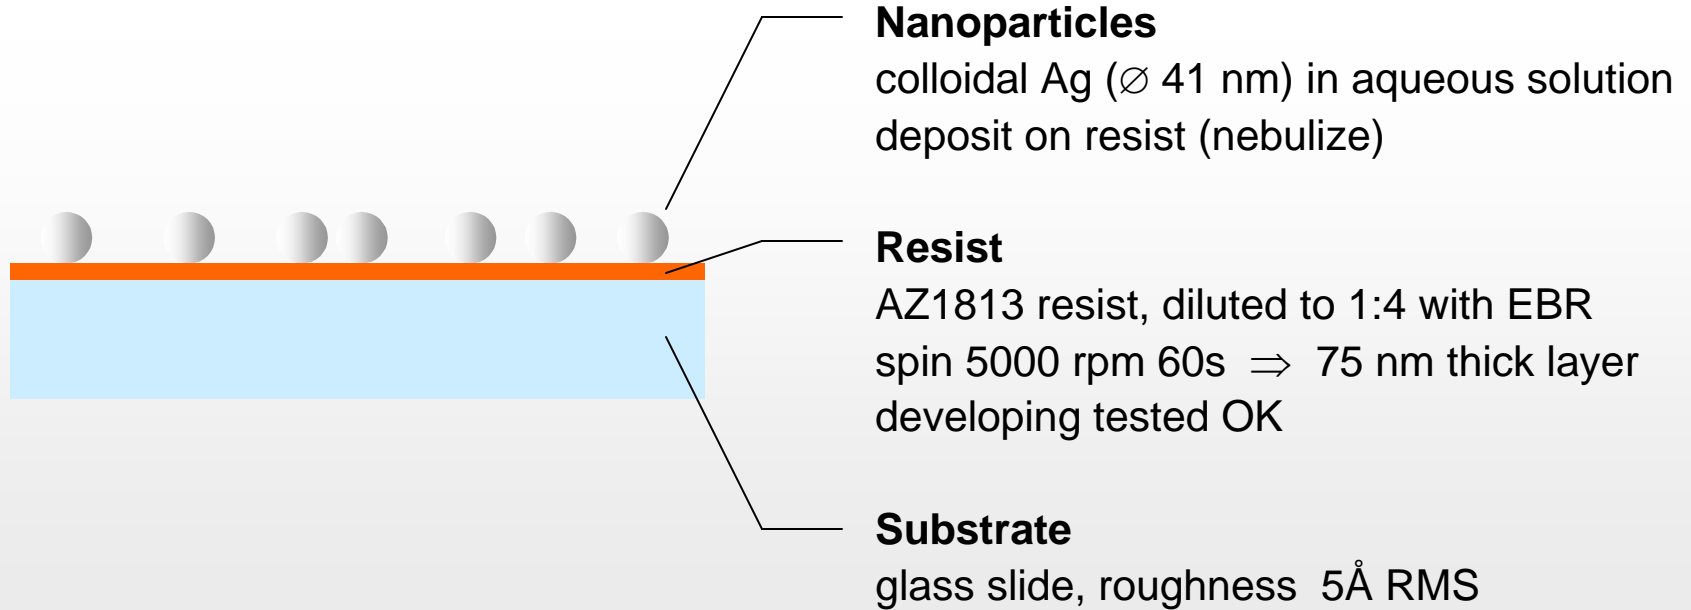 Nanoparticles
colloidal Ag (∅ 41 nm) in aqueous solution
deposit on resist (nebulize)
Resist
AZ1813 resist, diluted to 1:4 with EBR
spin 5000 rpm 60s ⇒ 75 nm thick layer
developing tested OK
Substrate
glass slide, roughness 5Å RMS